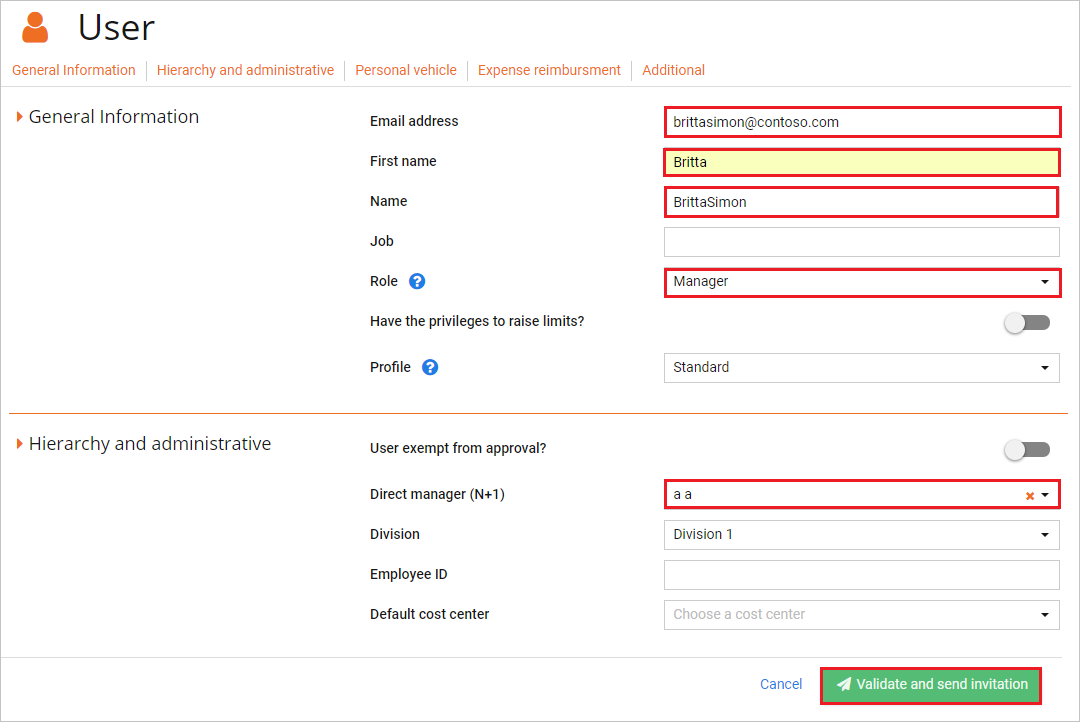 User
General Information Hierarchy and administrative Personal vehicle Expense reimbursment Additional
General Information
Email address brittasimon@contoso.com
First name Britta
Name BrittaSimon
Job
Role ? Manager
Have the privileges to raise limits?
Profile ? Standard
Hierarchy and administrative
User exempt from approval?
Direct manager (N+1) a a
Division Division 1
Employee ID
Default cost center Choose a cost center
Cancel Validate and send invitation